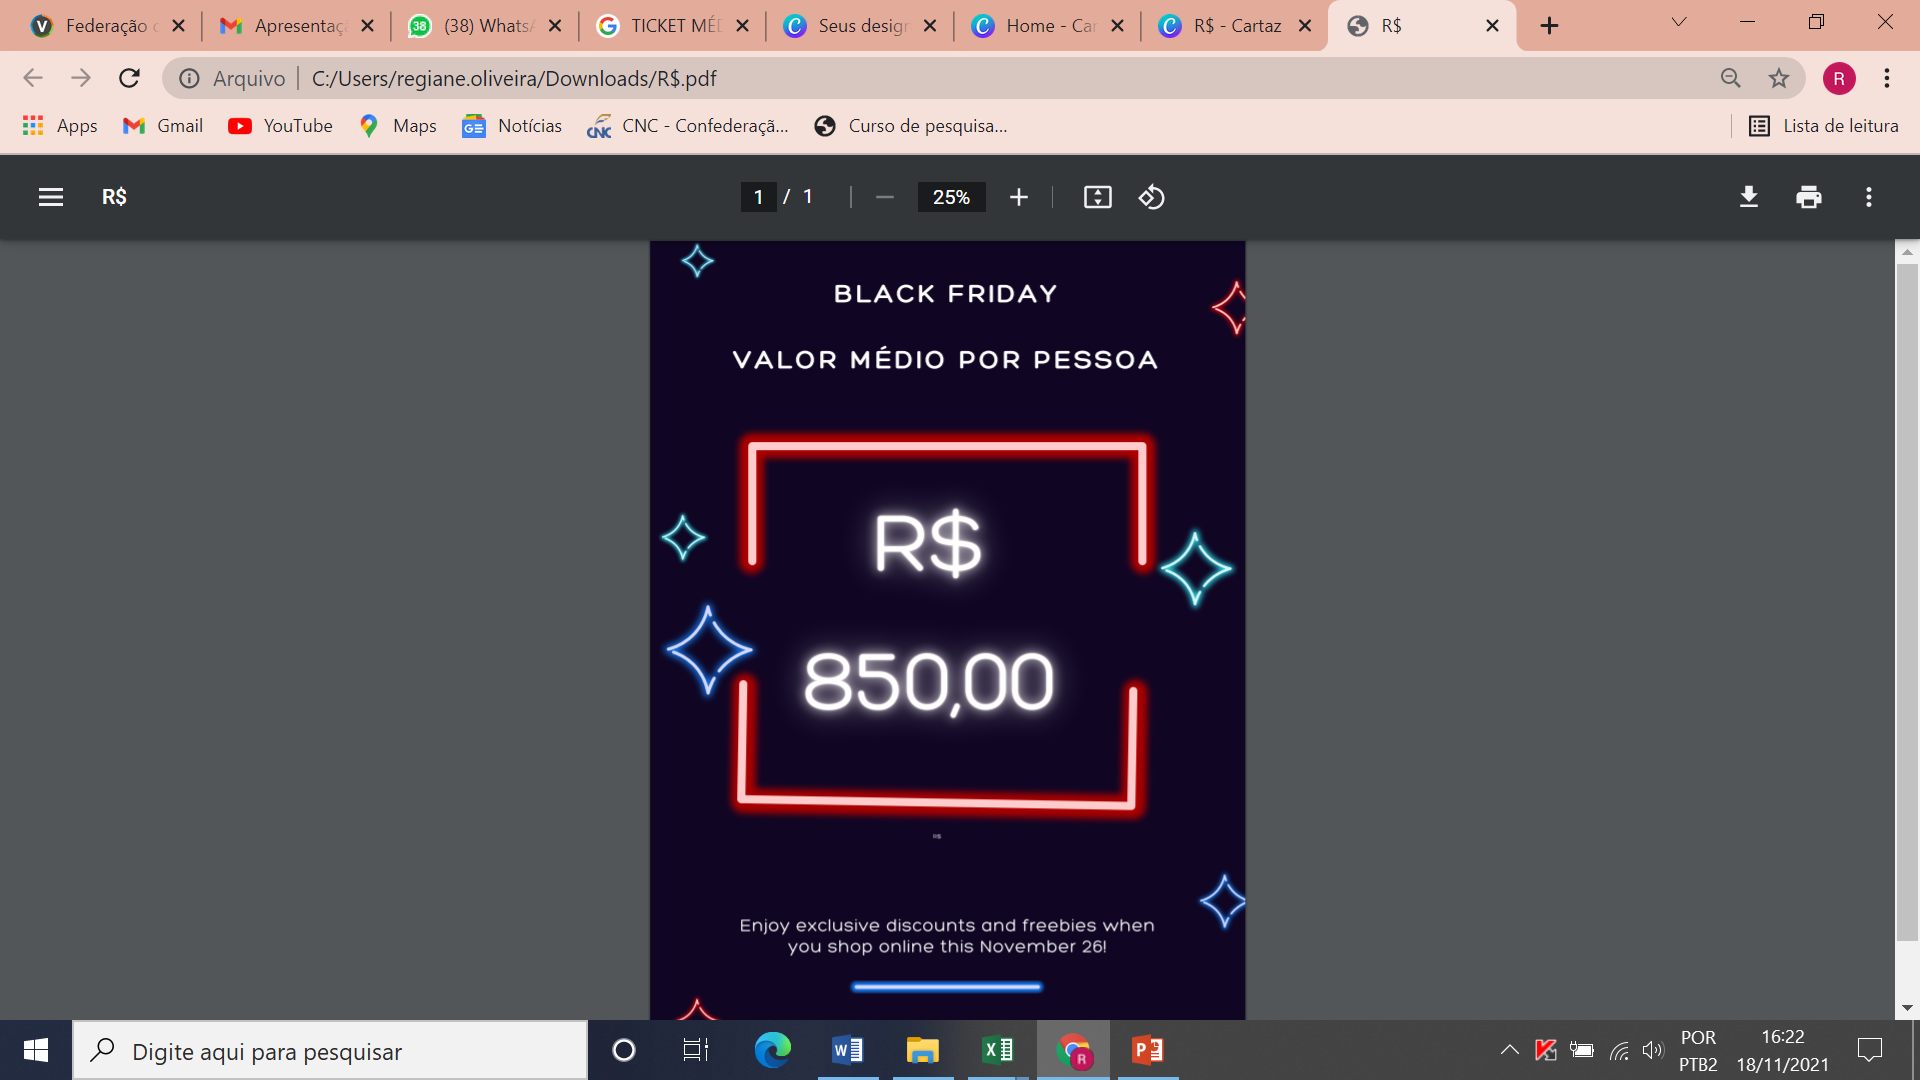 Federação
Apresentaç
(38) Whats
TICKET MÉD
Seus design
Home - Can
R$ - Cartaz
R$
Arquivo
C:/Users/regiane.oliveira/Downloads/R$.pdf
R
Apps
Gmail
YouTube
Maps
Notícias
CNC - Confederaçã...
Curso de pesquisa...
Lista de leitura
R$
1 / 1
25%
BLACK FRIDAY
VALOR MÉDIO POR PESSOA
R$
850,00
R$
Enjoy exclusive discounts and freebies when
you shop online this November 26!
Digite aqui para pesquisar
POR
PTB2
16:22
18/11/2021